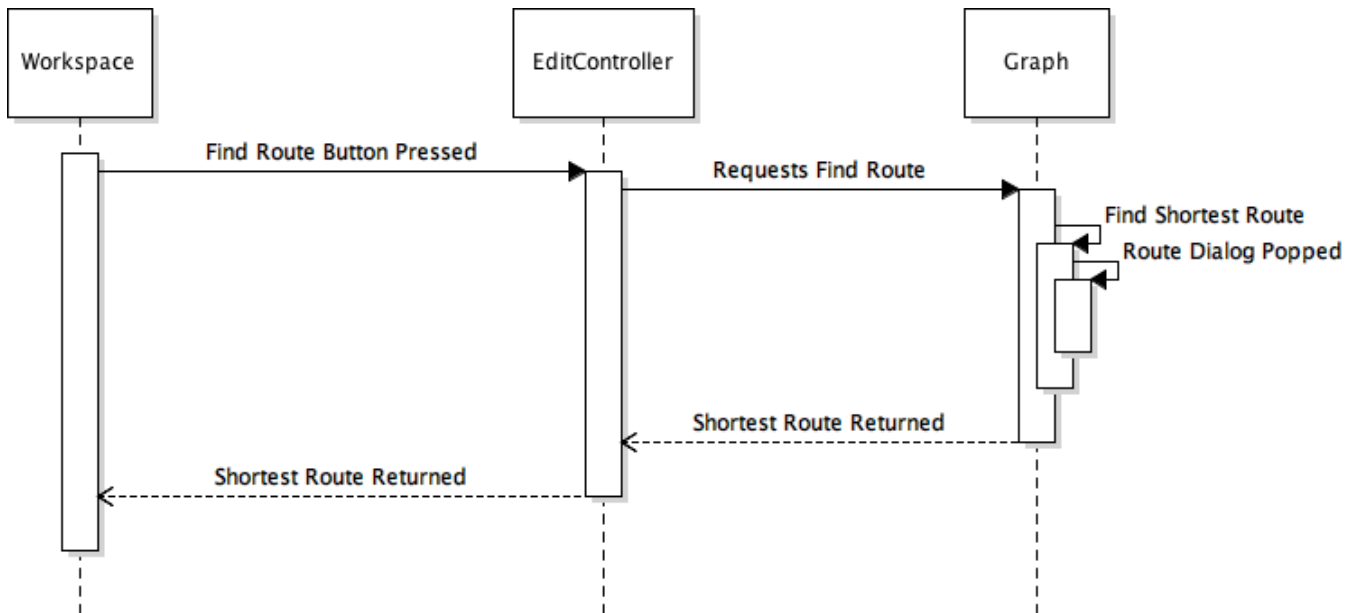 Workspace
EditController
Graph
Find Route Button Pressed
Requests Find Route
Find Shortest Route
Route Dialog Popped
Shortest Route Returned
Shortest Route Returned